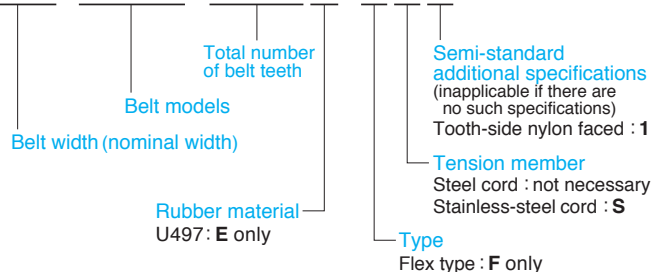 Total number
of belt teeth
Belt models
Belt width (nominal width)
Rubber material
U497 : E only
Semi-standard
additional specifications
(inapplicable if there are
no such specifications)
Tooth-side nylon faced : 1
Tension member
Steel cord : not necessary
Stainless-steel cord : S
Type
Flex type : F only